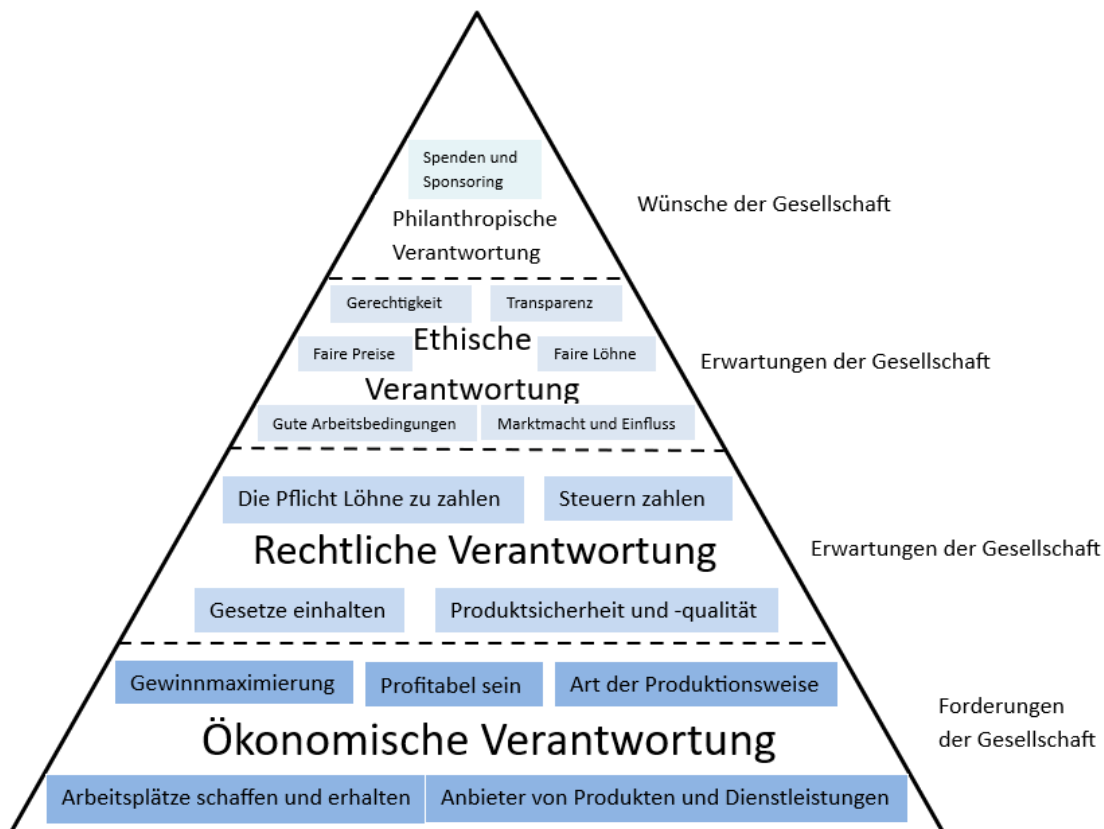 Spenden und
Sponsoring
Philanthropische
Verantwortung
Wünsche der Gesellschaft
Gerechtigkeit Transparenz
Ethische
Faire Preise Faire Löhne
Verantwortung
Erwartungen der Gesellschaft
Gute Arbeitsbedingungen Marktmacht und Einfluss
Die Pflicht Löhne zu zahlen Steuern zahlen
Rechtliche Verantwortung
Erwartungen der Gesellschaft
Gesetze einhalten Produktsicherheit und -qualität
Gewinnmaximierung Profitabel sein Art der Produktionsweise
Ökonomische Verantwortung
Forderungen
der Gesellschaft
Arbeitsplätze schaffen und erhalten Anbieter von Produkten und Dienstleistungen